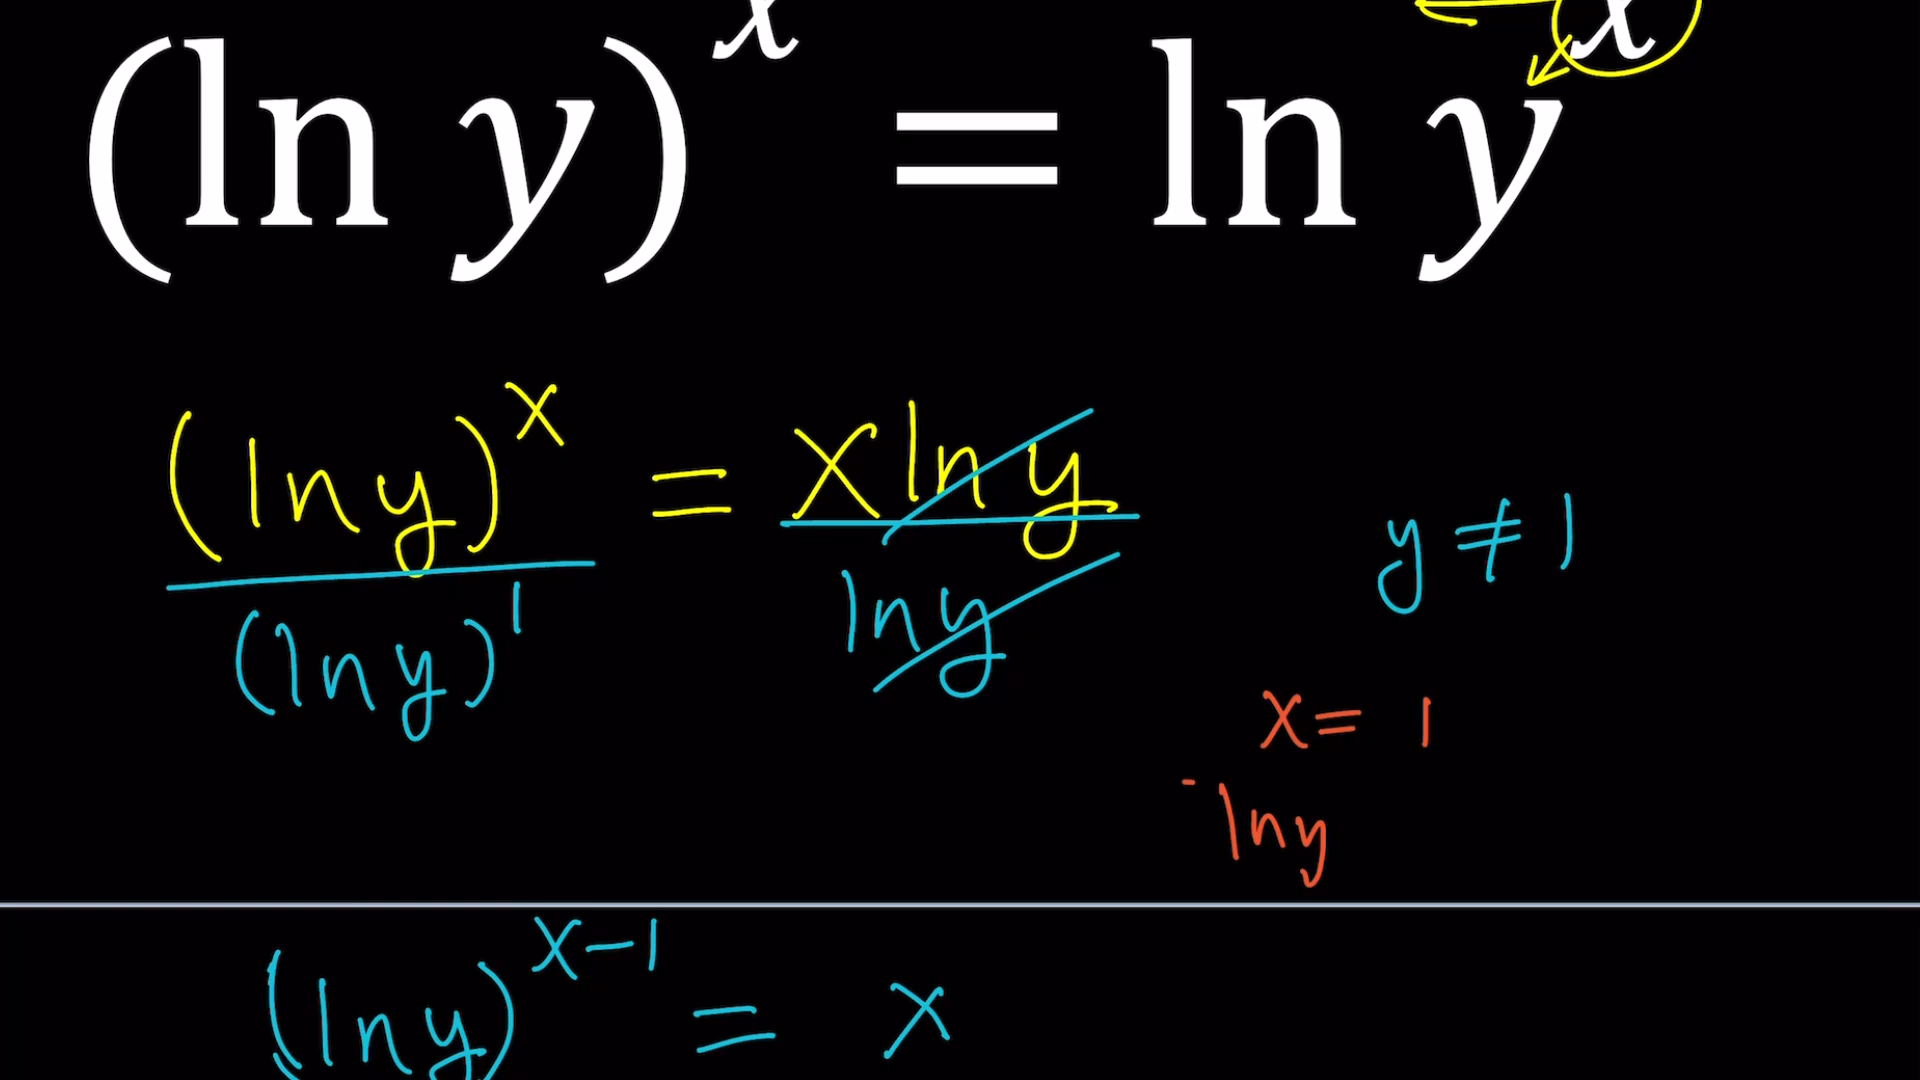 (ln y)^x = ln y^x
(ln y)^x = x ln y
(ln y)^1 ln y
y ≠ 1
x = 1
- ln y
(ln y)^x-1 = x